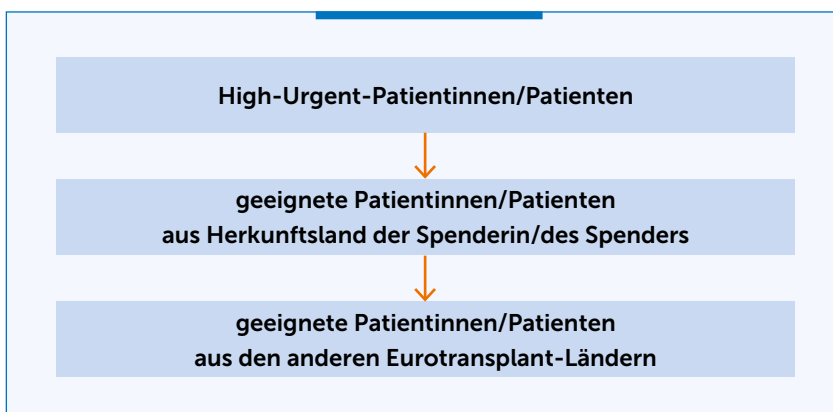 High-Urgent-Patientinnen/Patienten
geeignete Patientinnen/Patienten
aus Herkunftsland der Spenderin/des Spenders
geeignete Patientinnen/Patienten
aus den anderen Eurotransplant-Ländern